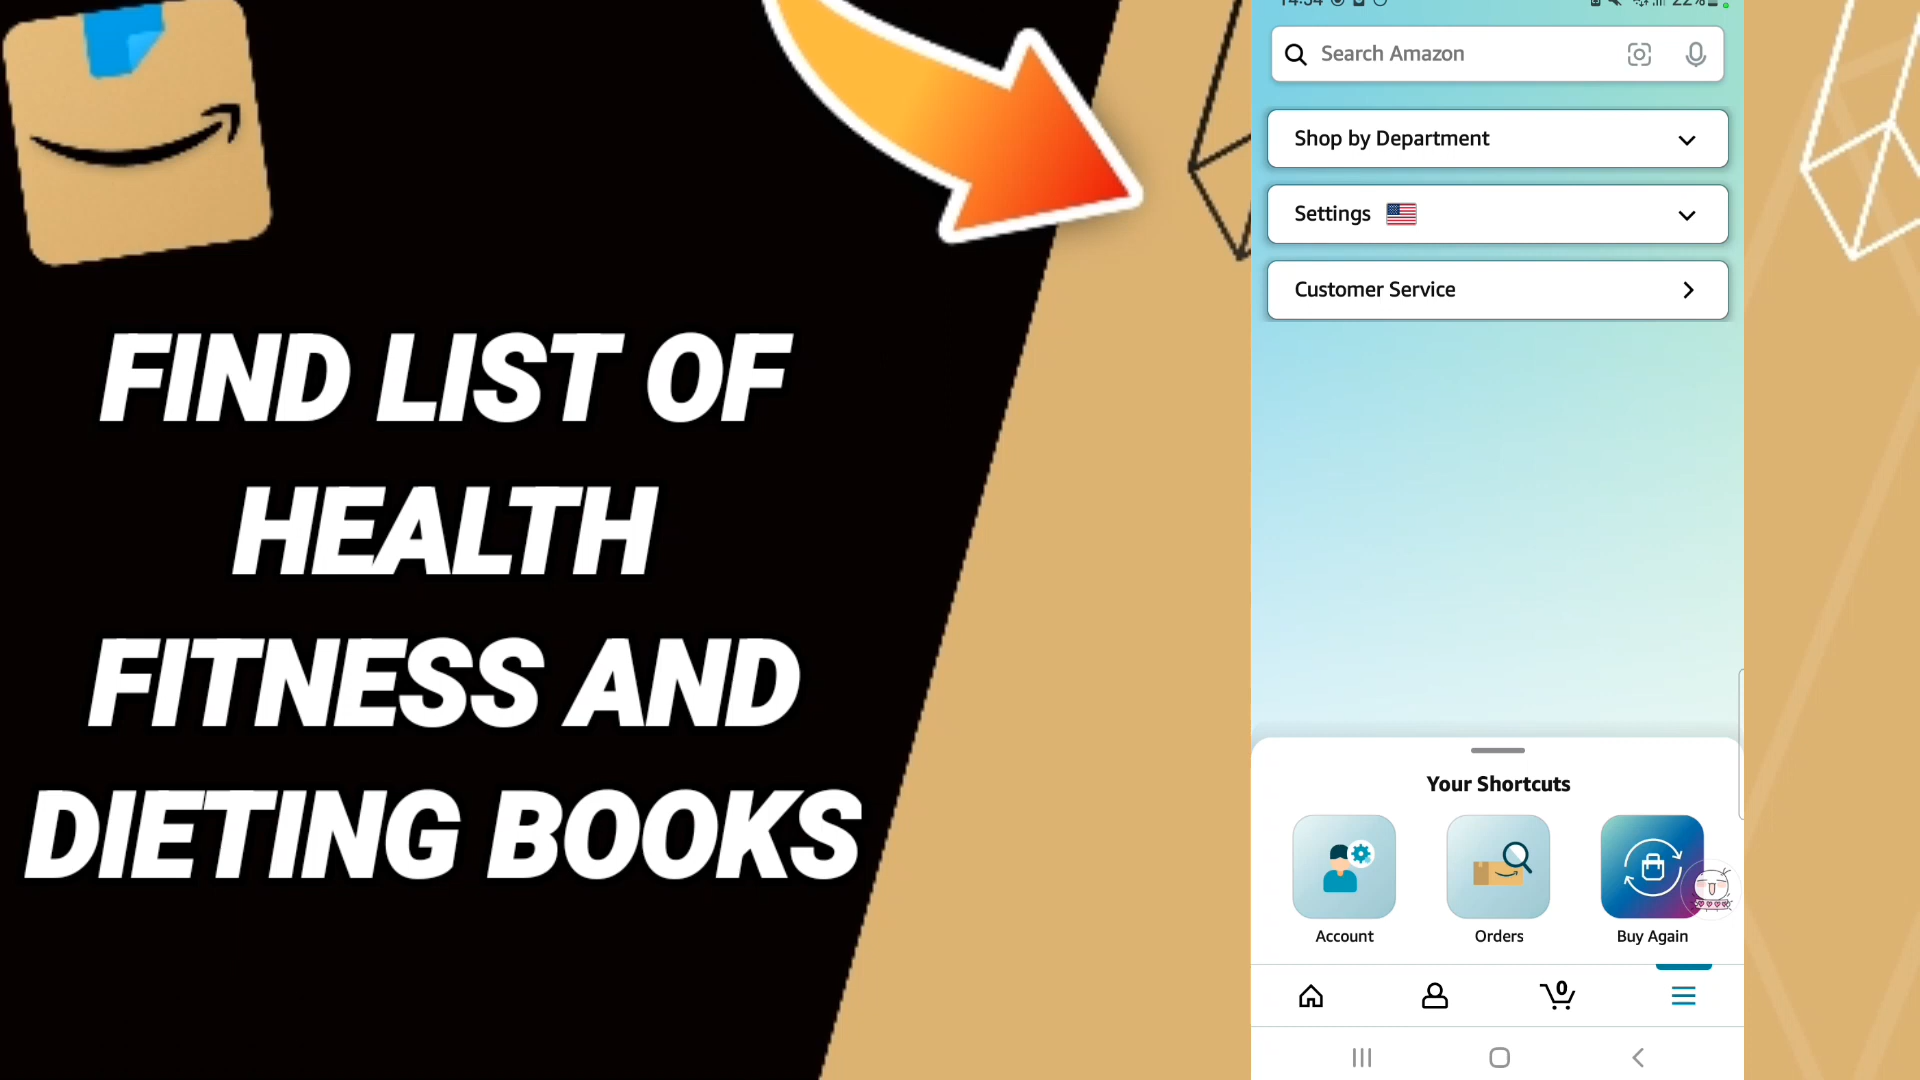 FIND LIST OF
HEALTH
FITNESS AND
DIETING BOOKS
22%
Search Amazon
Shop by Department
Settings
Customer Service
Your Shortcuts
Account
Orders
Buy Again
0